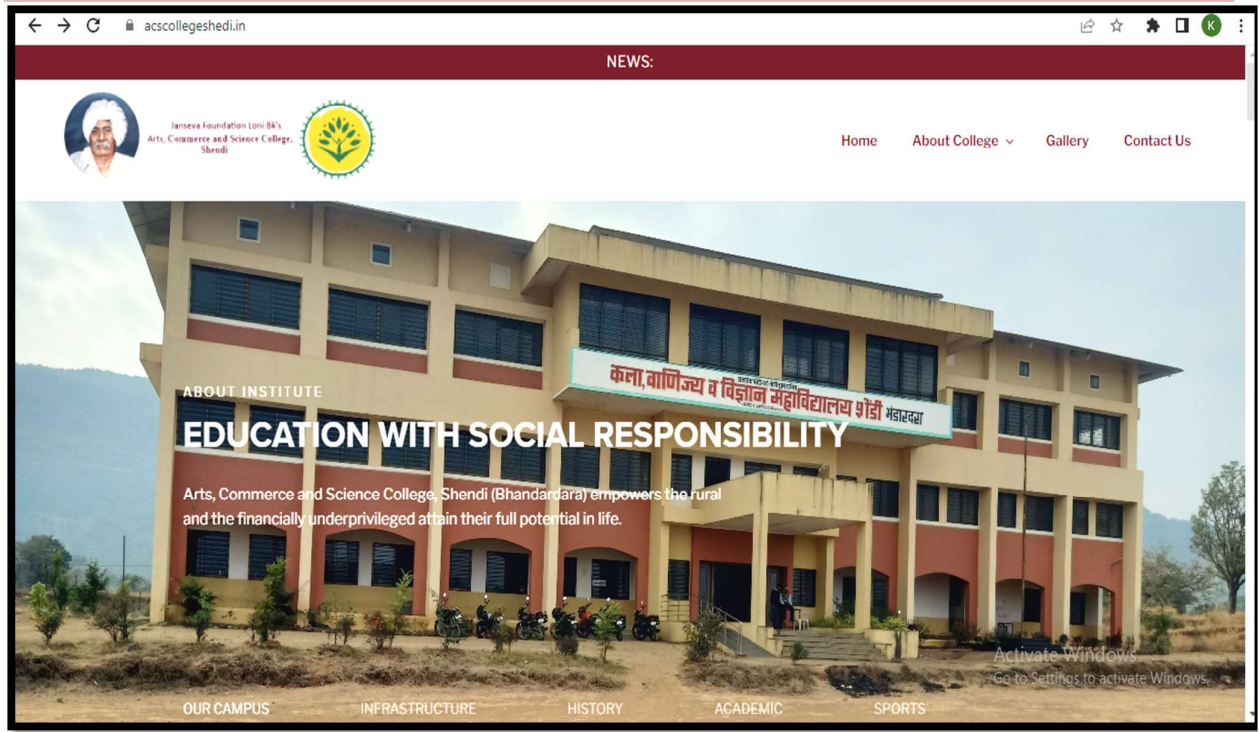 acscollegeshedi.in
K
NEWS:
Janseva Foundation Loni Bk's
Arts, Commerce and Science College,
Shendi
Home About College Gallery Contact Us
कला, वाणिज्य व विज्ञान महाविद्यालय शेंडी भंडारदरा
ABOUT INSTITUTE
EDUCATION WITH SOCIAL RESPONSIBILITY
Arts, Commerce and Science College, Shendi (Bhandardara) empowers the rural
and the financially underprivileged attain their full potential in life.
Activate Windows
Go to Settings to activate Windows.
OUR CAMPUS INFRASTRUCTURE HISTORY ACADEMIC SPORTS